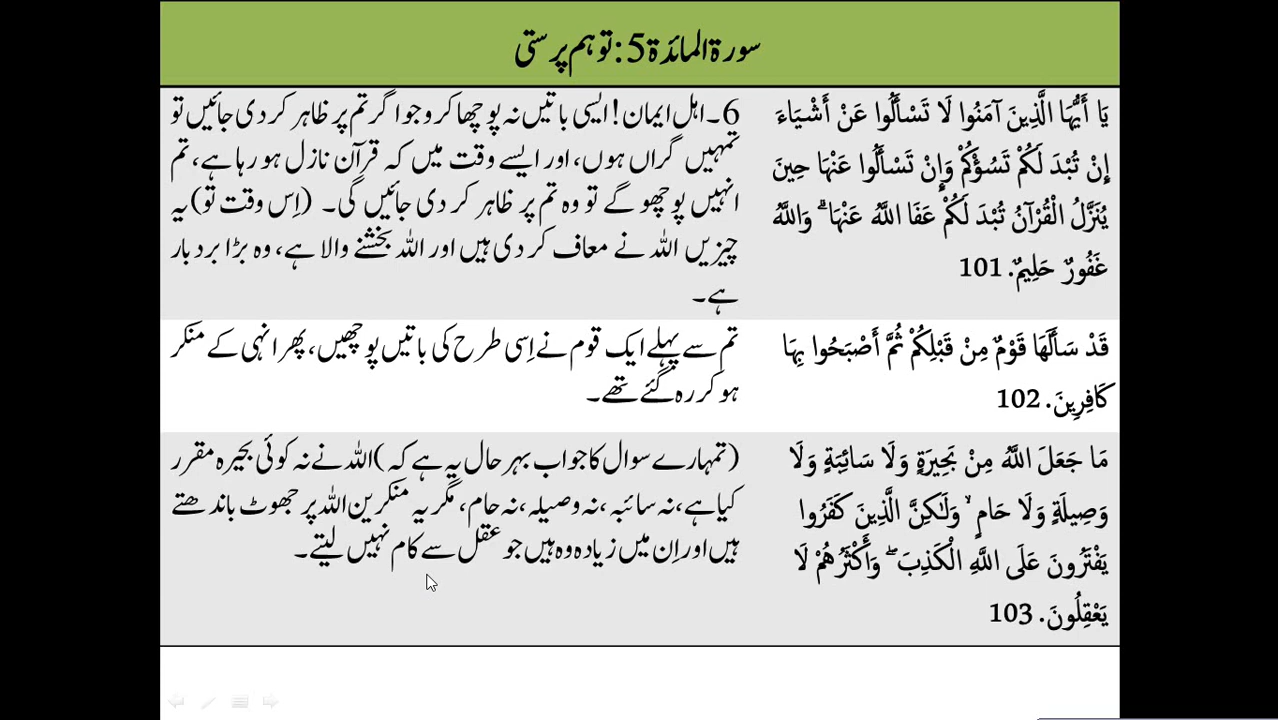 سورۃ المائدۃ 5: توہم پرستی
يَا أَيُّهَا الَّذِينَ آمَنُوا لَا تَسْأَلُوا عَنْ أَشْيَاءَ
إِنْ تُبْدَ لَكُمْ تَسُؤْكُمْ وَإِنْ تَسْأَلُوا عَنْهَا حِينَ
يُنَزَّلُ الْقُرْآنُ تُبْدَ لَكُمْ عَفَا اللَّهُ عَنْهَا ۗ وَاللَّهُ
غَفُورٌ حَلِيمٌ. 101
6۔ اہل ایمان! ایسی باتیں نہ پوچھا کرو جو اگر تم پر ظاہر کر دی جائیں تو
تمہیں گراں ہوں، اور ایسے وقت میں کہ قرآن نازل ہو رہا ہے، تم
انہیں پوچھو گے تو وہ تم پر ظاہر کر دی جائیں گی۔ (اِس وقت تو) یہ
چیزیں اللہ نے معاف کر دی ہیں اور اللہ بخشنے والا ہے، وہ بڑا بردبار
ہے۔
قَدْ سَأَلَهَا قَوْمٌ مِنْ قَبْلِكُمْ ثُمَّ أَصْبَحُوا بِهَا
كَافِرِينَ. 102
تم سے پہلے ایک قوم نے اِسی طرح کی باتیں پوچھیں، پھر انہی کے منکر
ہو کر رہ گئے تھے۔
مَا جَعَلَ اللَّهُ مِنْ بَحِيرَةٍ وَلَا سَائِبَةٍ وَلَا
وَصِيلَةٍ وَلَا حَامٍ ۙ وَلَٰكِنَّ الَّذِينَ كَفَرُوا
يَفْتَرُونَ عَلَى اللَّهِ الْكَذِبَ ۖ وَأَكْثَرُهُمْ لَا
يَعْقِلُونَ. 103
(تمہارے سوال کا جواب بہرحال یہ ہے کہ) اللہ نے نہ کوئی بحیرہ مقرر
کیا ہے، نہ سائبہ، نہ وصیلہ، نہ حام، مگر یہ منکرین اللہ پر جھوٹ باندھتے
ہیں اور اِن میں زیادہ وہ ہیں جو عقل سے کام نہیں لیتے۔